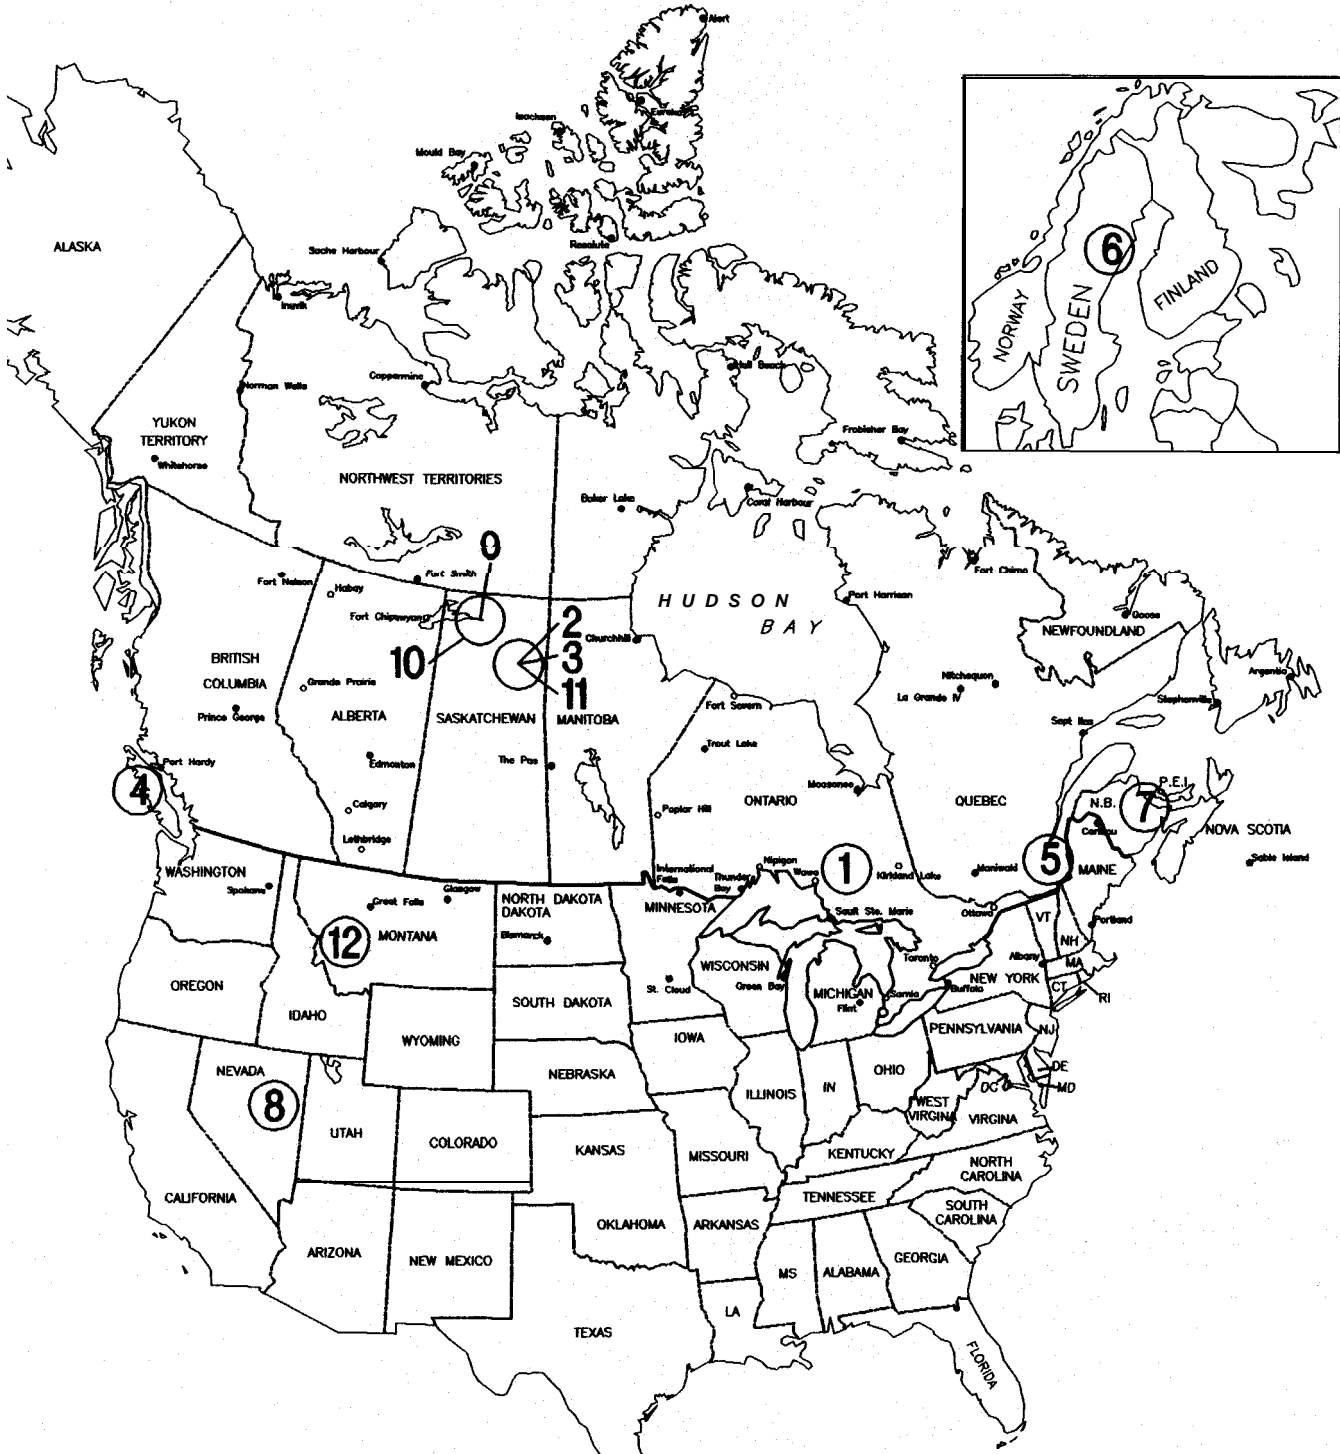 Alert
Eureka
Isachsen
Mould Bay
Resolute
ALASKA
Sachs Harbour
Inuvik
6
FINLAND
NORWAY
SWEDEN
Norman Wells
Coppermine
Hall Beach
YUKON
TERRITORY
Whitehorse
Frobisher Bay
NORTHWEST TERRITORIES
Baker Lake
Coral Harbour
0
Fort Smith
Fort Nelson
Habay
Fort Chimo
Fort Chipewyan
HUDSON
BAY
Port Harrison
Goose
NEWFOUNDLAND
2
3
11
10
Churchill
BRITISH
COLUMBIA
Grande Prairie
Prince George
ALBERTA
SASKATCHEWAN
MANITOBA
Nitchequon
La Grande IV
Argentia
Stephenville
Fort Severn
Sept Iles
Trout Lake
Port Hardy
Edmonton
The Pas
4
Moosonee
P.E.I.
Calgary
Poplar Hill
ONTARIO
QUEBEC
N.B.
7
Caribou
NOVA SCOTIA
Lethbridge
Sable Island
WASHINGTON
Spokane
International
Falls
Thunder
Bay
Nipigon
Wawa
1
Kirkland Lake
Maniwaki
5
MAINE
Great Falls
Glasgow
NORTH DAKOTA
DAKOTA
MINNESOTA
Sault Ste. Marie
Ottawa
VT
Portland
12
MONTANA
Bismarck
NH
Toronto
Albany
MA
OREGON
IDAHO
SOUTH DAKOTA
St. Cloud
WISCONSIN
Green Bay
MICHIGAN
Flint
Sarnia
Buffalo
NEW YORK
CT
RI
WYOMING
IOWA
PENNSYLVANIA
NJ
NEVADA
8
NEBRASKA
ILLINOIS
IN
OHIO
DE
DC
MD
WEST
VIRGINIA
VIRGINIA
UTAH
COLORADO
KANSAS
MISSOURI
KENTUCKY
NORTH
CAROLINA
CALIFORNIA
TENNESSEE
SOUTH
CAROLINA
ARIZONA
NEW MEXICO
OKLAHOMA
ARKANSAS
MS
ALABAMA
GEORGIA
LA
TEXAS
FLORIDA